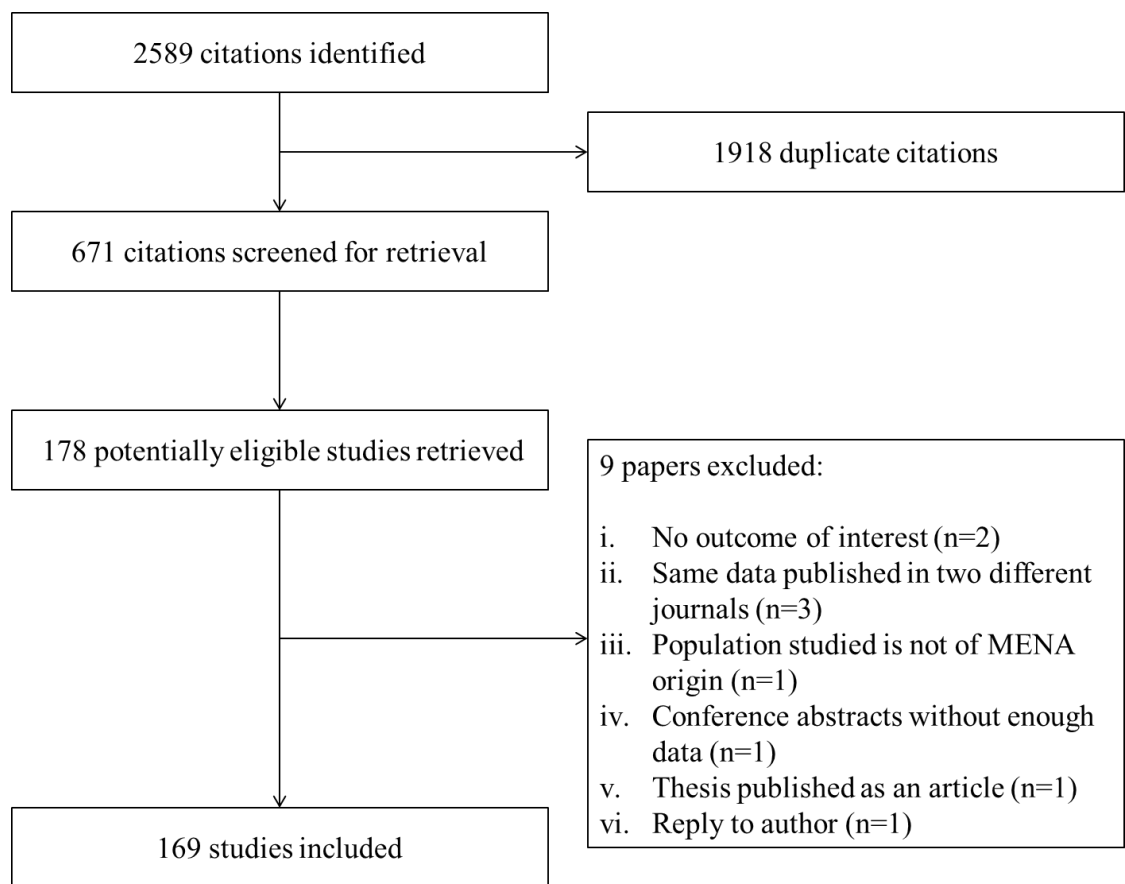 2589 citations identified
1918 duplicate citations
671 citations screened for retrieval
178 potentially eligible studies retrieved
9 papers excluded:
i. No outcome of interest (n=2)
ii. Same data published in two different
journals (n=3)
iii. Population studied is not of MENA
origin (n=1)
iv. Conference abstracts without enough
data (n=1)
v. Thesis published as an article (n=1)
vi. Reply to author (n=1)
169 studies included